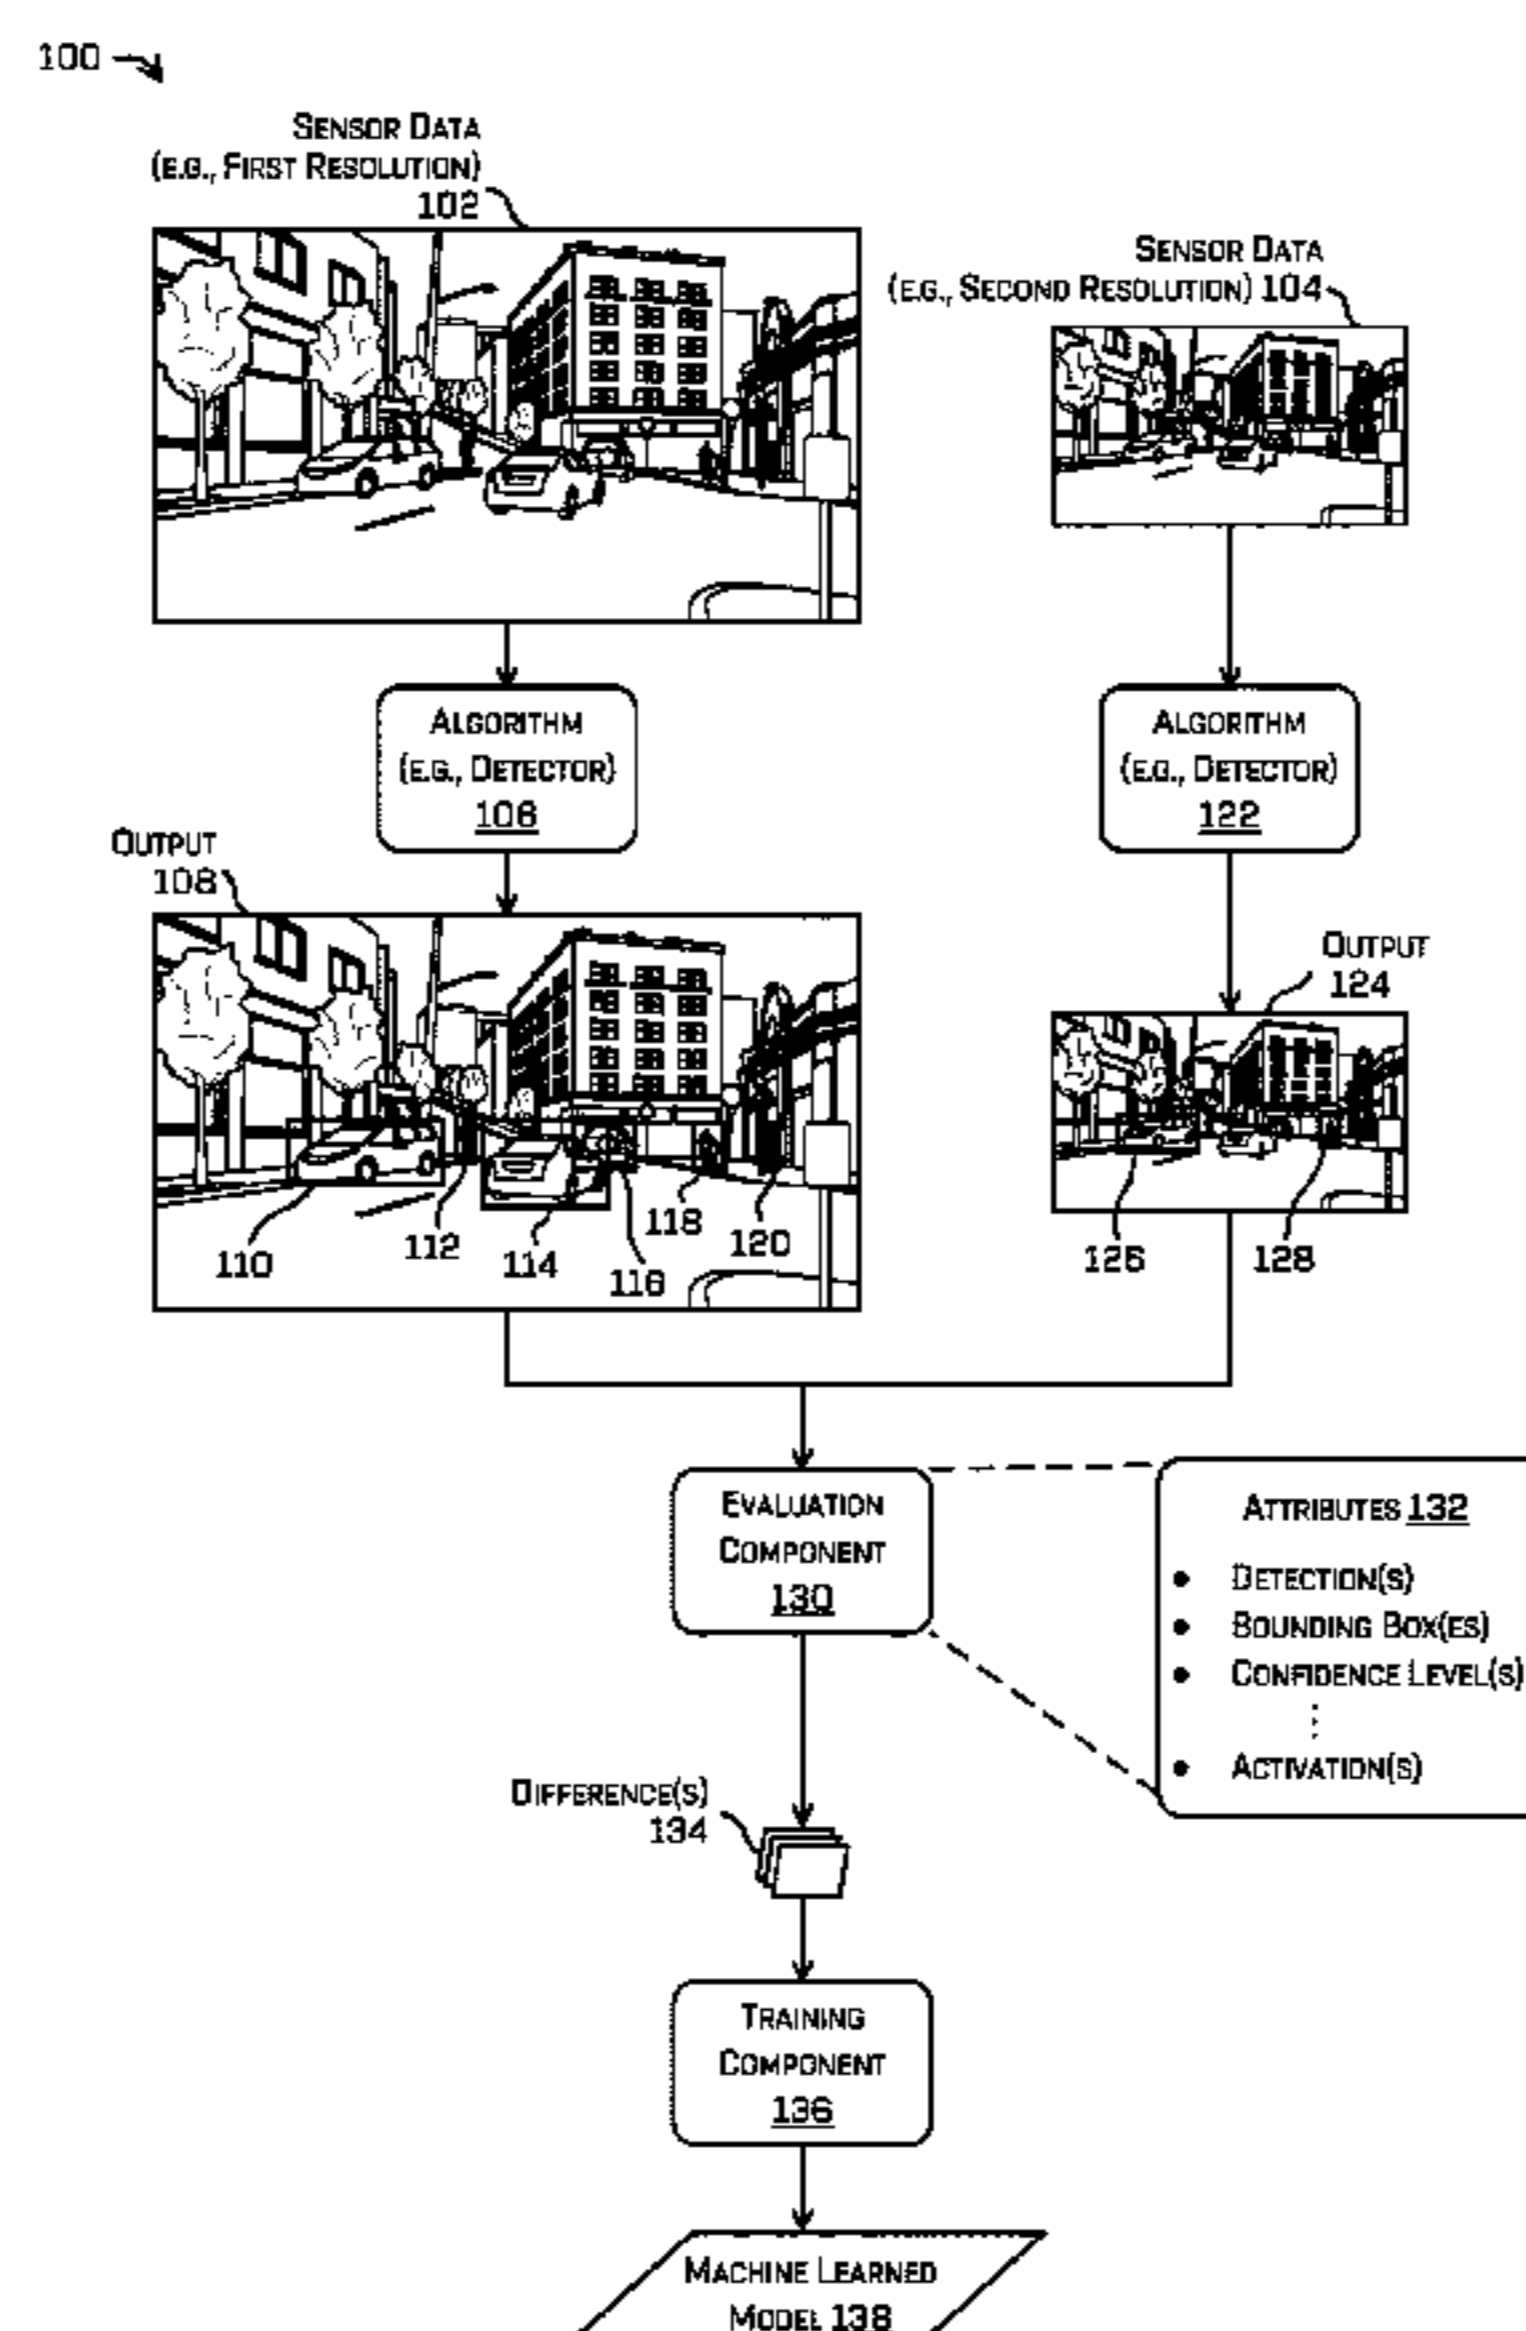 100
SENSOR DATA
(E.G., FIRST RESOLUTION)
102
SENSOR DATA
(E.G., SECOND RESOLUTION) 104
ALGORITHM
(E.G., DETECTOR)
106
ALGORITHM
(E.G., DETECTOR)
122
OUTPUT
108
OUTPUT
124
110
112
114
116
118
120
126
128
EVALUATION
COMPONENT
130
ATTRIBUTES 132
• DETECTION(S)
• BOUNDING BOX(ES)
• CONFIDENCE LEVEL(S)
⋮
• ACTIVATION(S)
DIFFERENCE(S)
134
TRAINING
COMPONENT
136
MACHINE LEARNED
MODEL 138